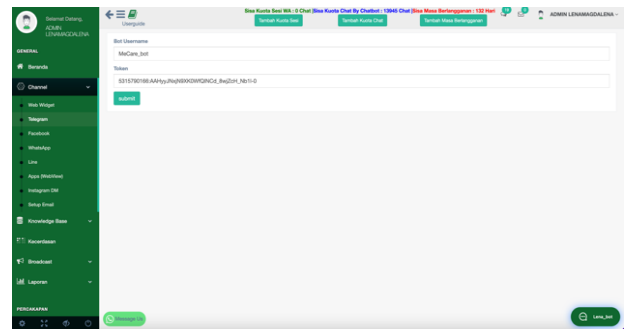 Selamat Datang,
ADMIN
LENAMAGDALENA
GENERAL
Beranda
Channel
Web Widget
Telegram
Facebook
WhatsApp
Line
Apps (WebView)
Instagram DM
Setup Email
Knowledge Base
Kecerdasan
Broadcast
Laporan
PERCAKAPAN
Userguide
Sisa Kuota Sesi WA : 0 Chat |Sisa Kuota Chat By Chatbot : 13945 Chat |Sisa Masa Berlangganan : 132 Hari
Tambah Kuota Sesi
Tambah Kuota Chat
Tambah Masa Berlangganan
ADMIN LENAMAGDALENA
Bot Username
MeCare_bot
Token
submit
Message Us
Lena_bot